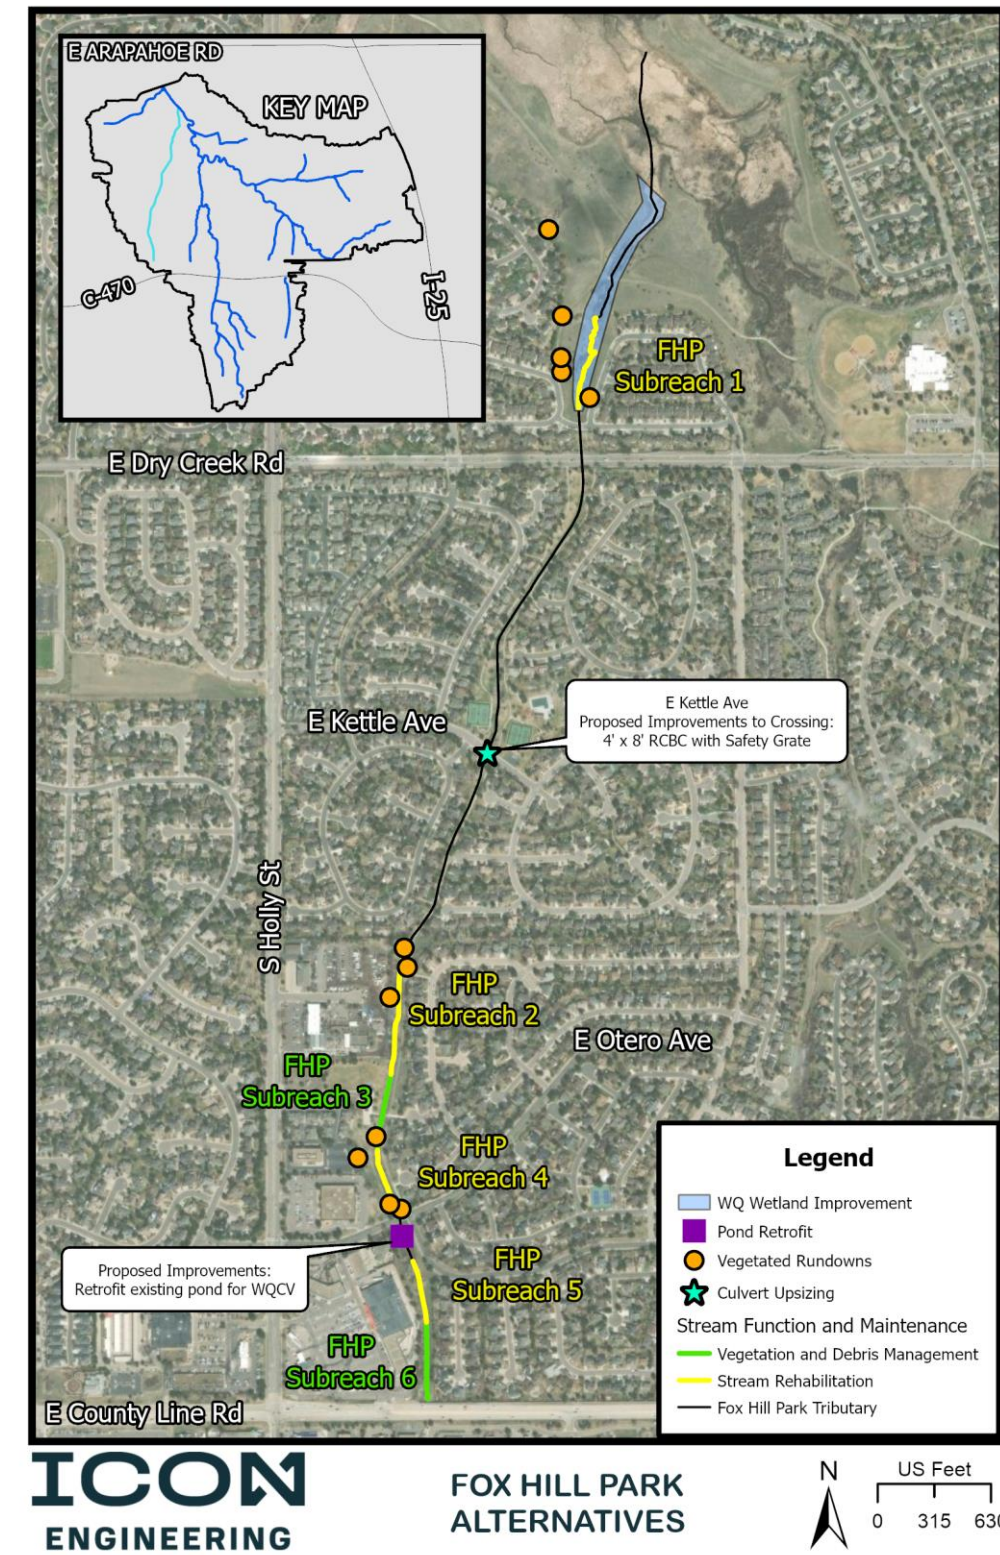 E ARAPAHOE RD
KEY MAP
C-470
I-25
FHP
Subreach 1
E Dry Creek Rd
E Kettle Ave
E Kettle Ave
Proposed Improvements to Crossing:
4' x 8' RCBC with Safety Grate
S Holly St
FHP
Subreach 2
E Otero Ave
FHP
Subreach 3
FHP
Subreach 4
Proposed Improvements:
Retrofit existing pond for WQCV
FHP
Subreach 5
FHP
Subreach 6
E County Line Rd
Legend
WQ Wetland Improvement
Pond Retrofit
Vegetated Rundowns
Culvert Upsizing
Stream Function and Maintenance
Vegetation and Debris Management
Stream Rehabilitation
Fox Hill Park Tributary
ICON
ENGINEERING
FOX HILL PARK
ALTERNATIVES
N
US Feet
0 315 630